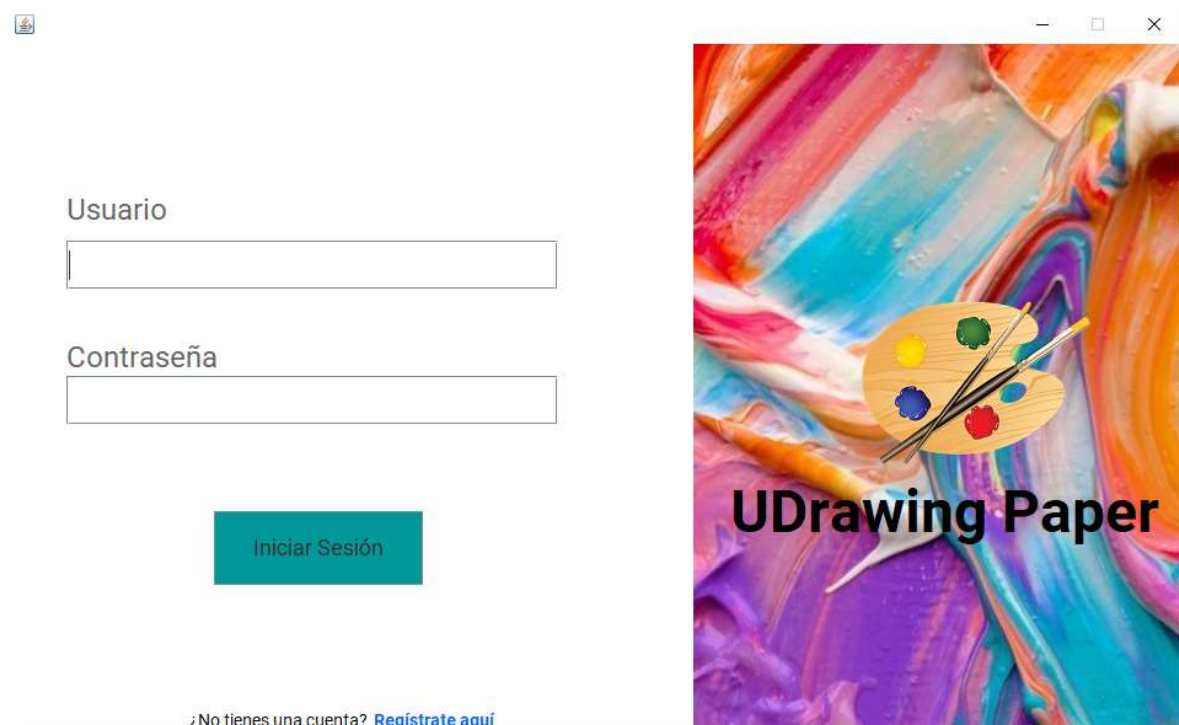 Usuario
Contraseña
Iniciar Sesión
¿No tienes una cuenta? Regístrate aquí
UDrawing Paper